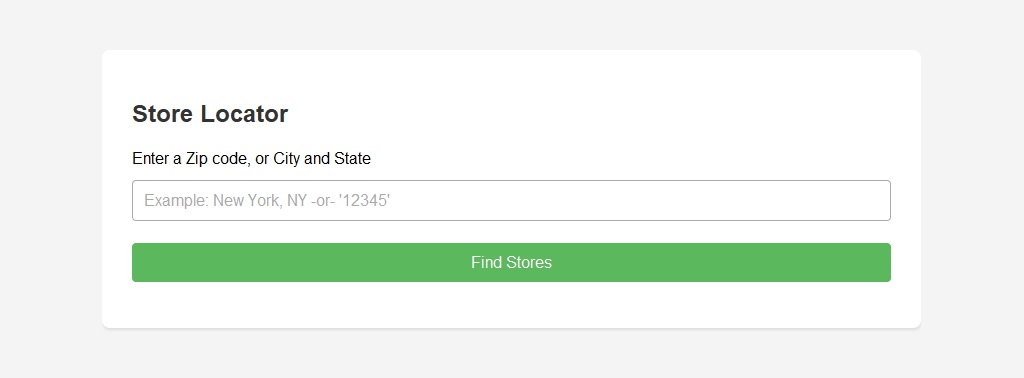 Store Locator
Enter a Zip code, or City and State
Example: New York, NY -or- '12345'
Find Stores